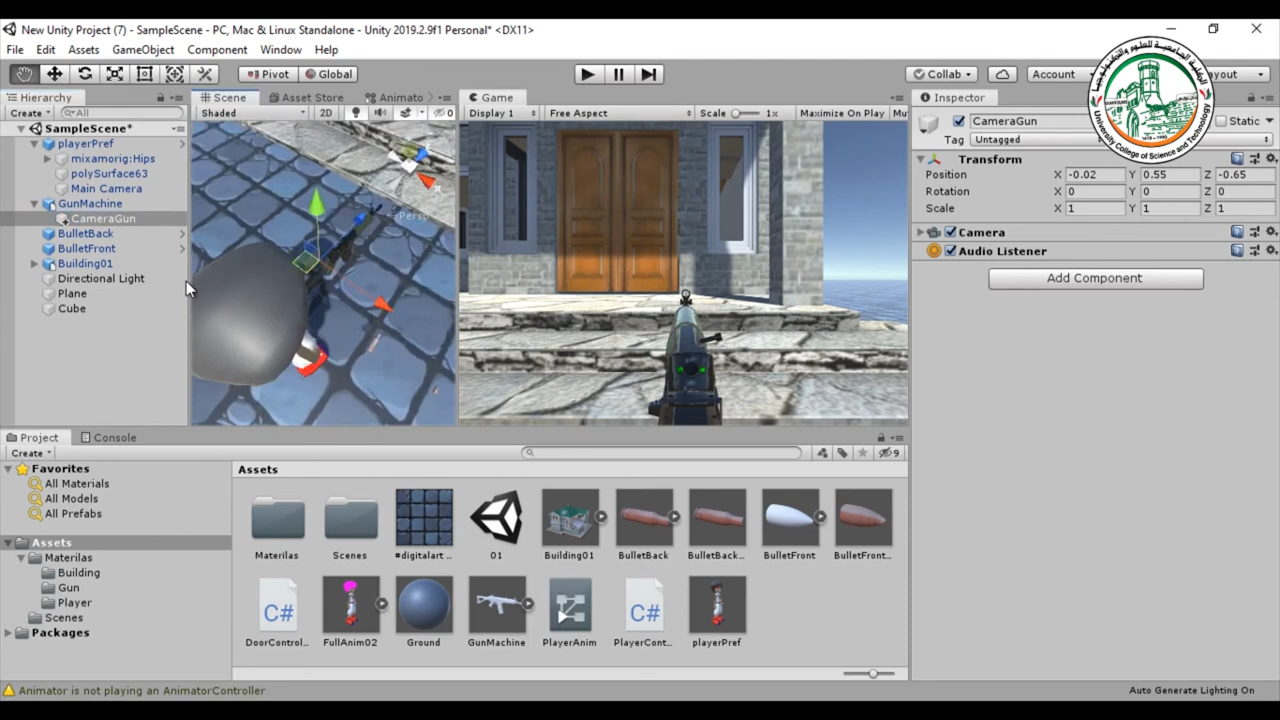 New Unity Project (7) - SampleScene - PC, Mac & Linux Standalone - Unity 2019.2.9f1 Personal* <DX11>
File Edit Assets GameObject Component Window Help
Pivot Global Collab Account
Hierarchy Scene Asset Store Animato Game Inspector
Create All Shaded 2D 0 Display 1 Free Aspect Scale 1x Maximize On Play Mu
CameraGun Static
Tag Untagged
SampleScene*
playerPref
mixamorig:Hips
polySurface63
Main Camera
GunMachine
CameraGun
BulletBack
BulletFront
Building01
Directional Light
Plane
Cube
x
Persp
Transform
Position X -0.02 Y 0.55 Z -0.65
Rotation X 0 Y 0 Z 0
Scale X 1 Y 1 Z 1
Camera
Audio Listener
Add Component
الكلية الجامعية للعلوم والتكنولوجيا
University College of Science and Technology
Project Console
Create 9
Favorites
All Materials
All Models
All Prefabs
Assets
Materilas
Building
Gun
Player
Scenes
Packages
Assets
Materilas Scenes #digitalart ... 01 Building01 BulletBack BulletBack... BulletFront BulletFront...
C# C#
DoorControl... FullAnim02 Ground GunMachine PlayerAnim PlayerCont... playerPref
Animator is not playing an AnimatorController
Auto Generate Lighting On